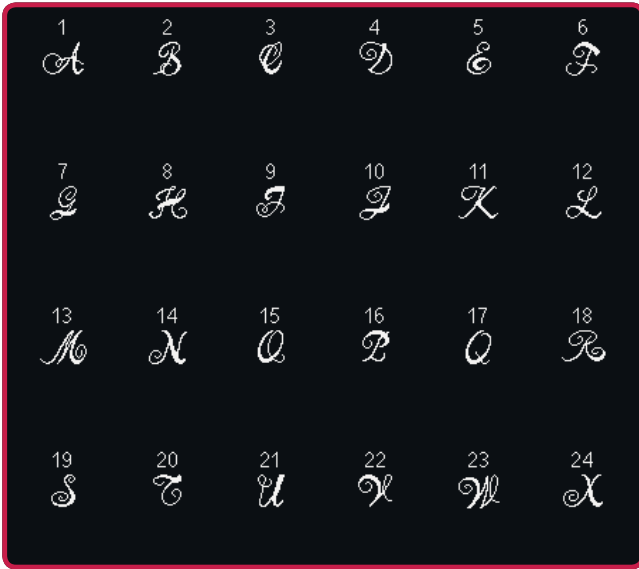 1 2 3 4 5 6
A B C D E F
7 8 9 10 11 12
G H I J K L
13 14 15 16 17 18
M N O P Q R
19 20 21 22 23 24
S T U V W X